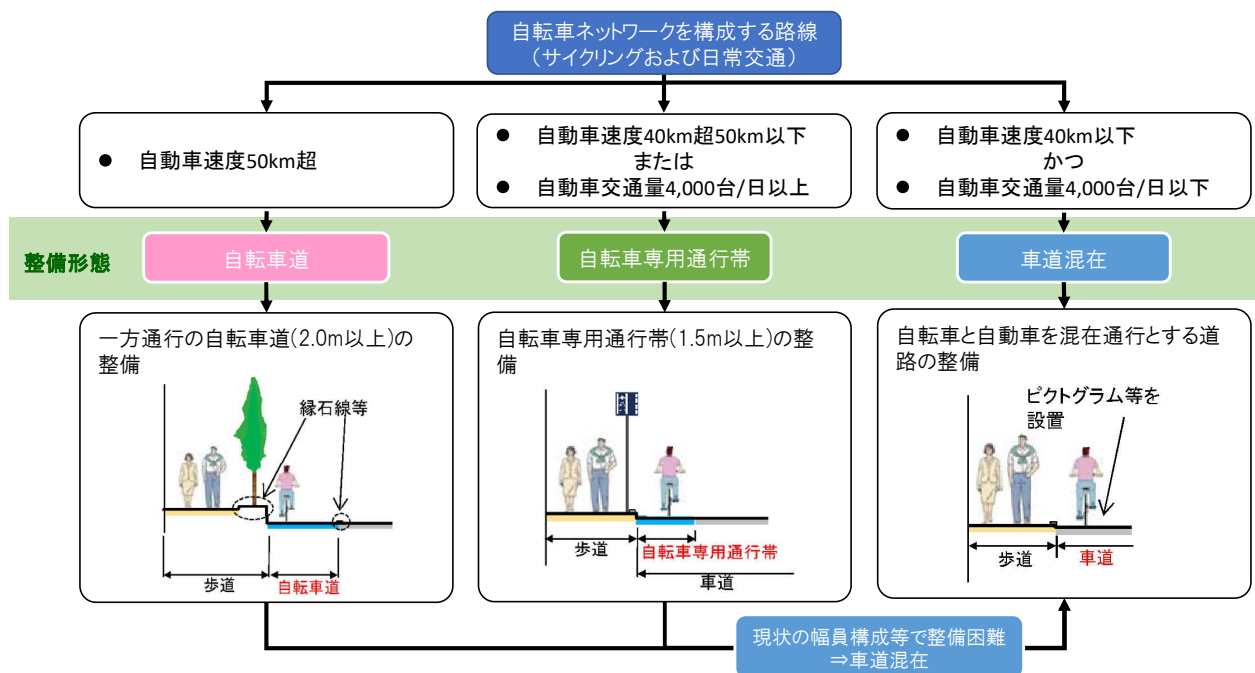 自転車ネットワークを構成する路線
（サイクリングおよび日常交通）
● 自動車速度50km超
● 自動車速度40km超50km以下
または
● 自動車交通量4,000台/日以上
● 自動車速度40km以下
かつ
● 自動車交通量4,000台/日以下
整備形態
自転車道
自転車専用通行帯
車道混在
一方通行の自転車道(2.0m以上)の
整備
縁石線等
歩道
自転車道
自転車専用通行帯(1.5m以上)の整
備
歩道
自転車専用通行帯
車道
自転車と自動車を混在通行とする道
路の整備
ピクトグラム等を
設置
歩道
車道
現状の幅員構成等で整備困難
⇒車道混在